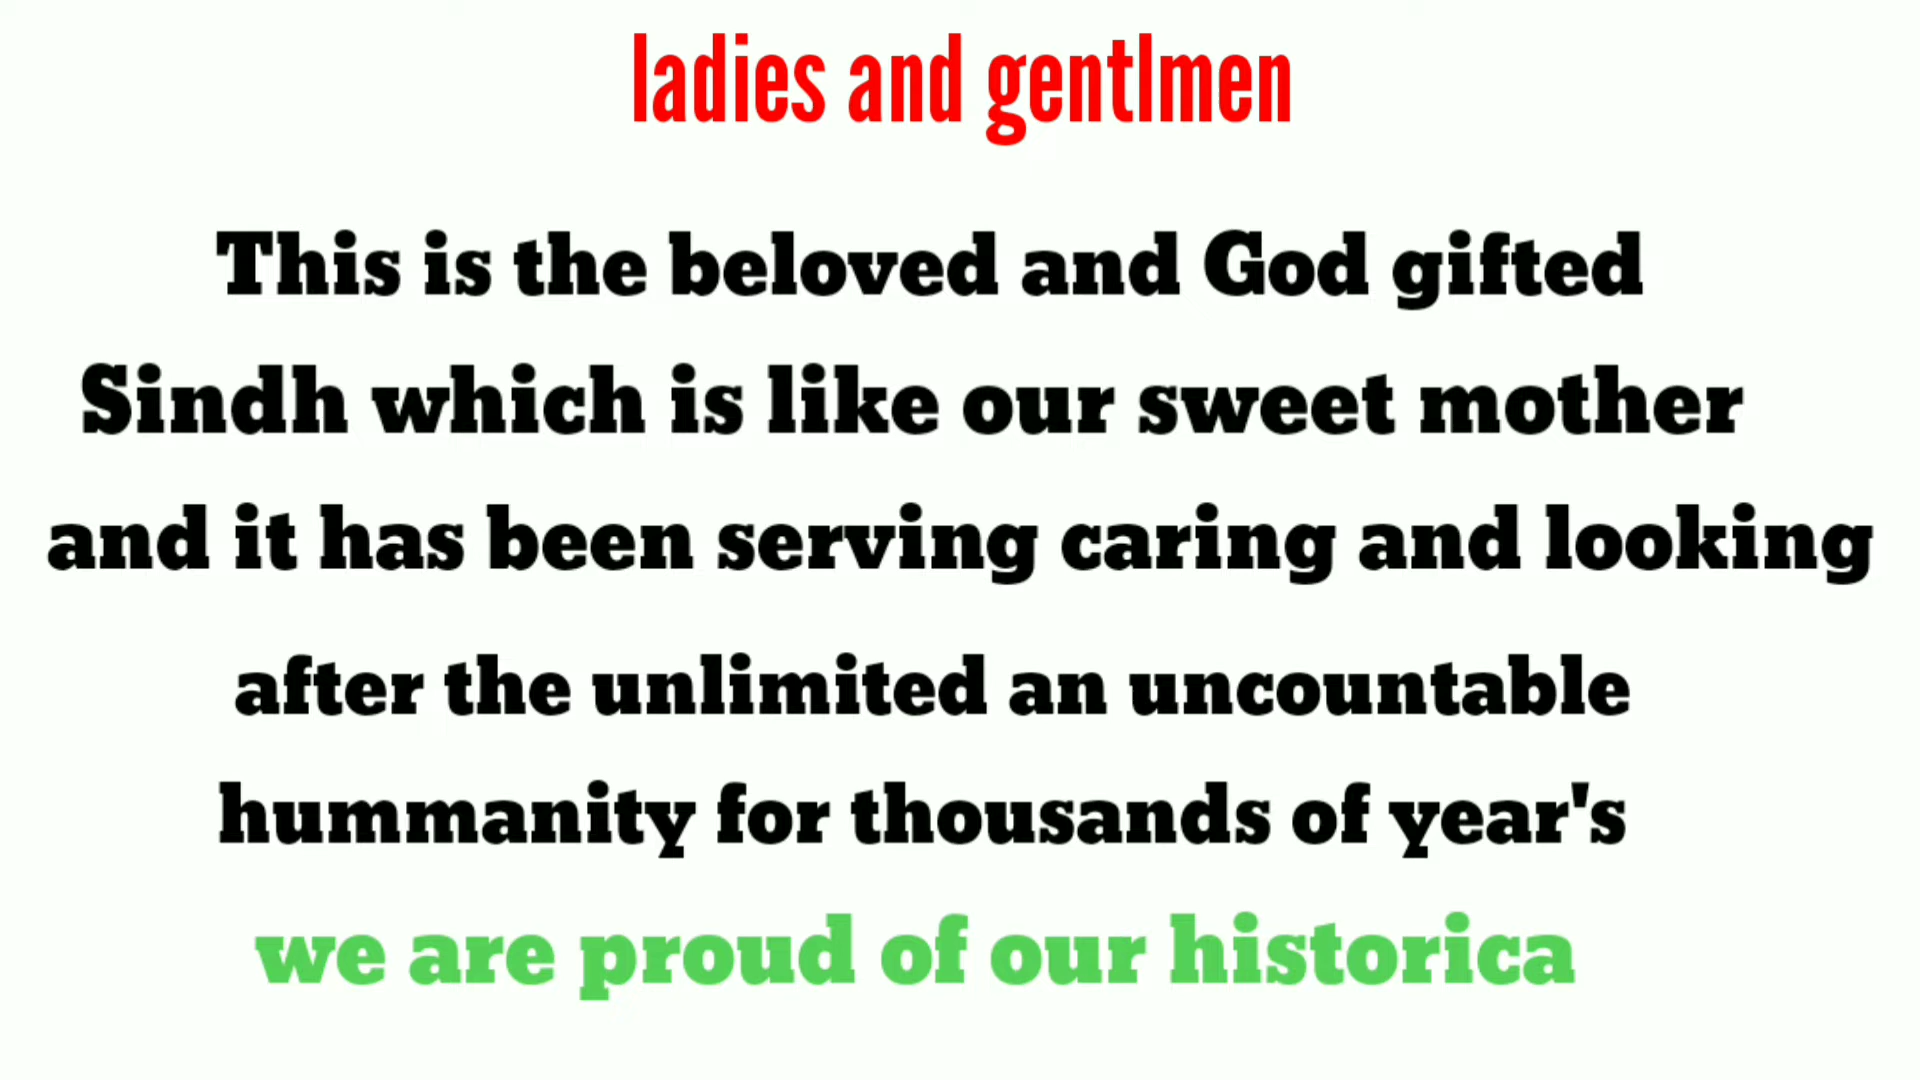 ladies and gentlmen
This is the beloved and God gifted
Sindh which is like our sweet mother
and it has been serving caring and looking
after the unlimited an uncountable
hummanity for thousands of year's
we are proud of our historica